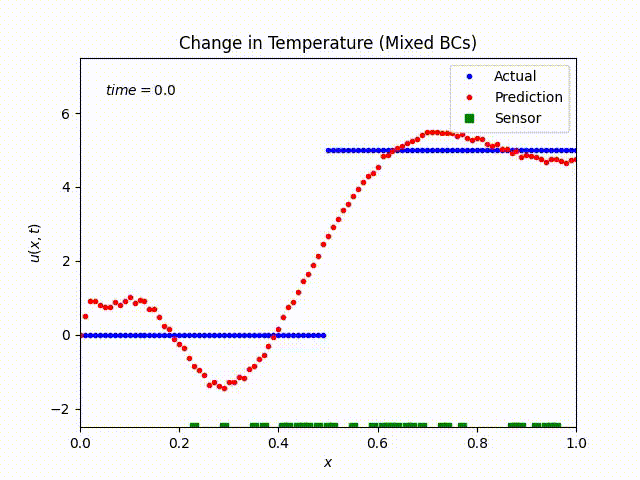 Change in Temperature (Mixed BCs)
time = 0.0
Actual
Prediction
Sensor
u(x, t)
6
4
2
0
−2
0.0 0.2 0.4 0.6 0.8 1.0
x